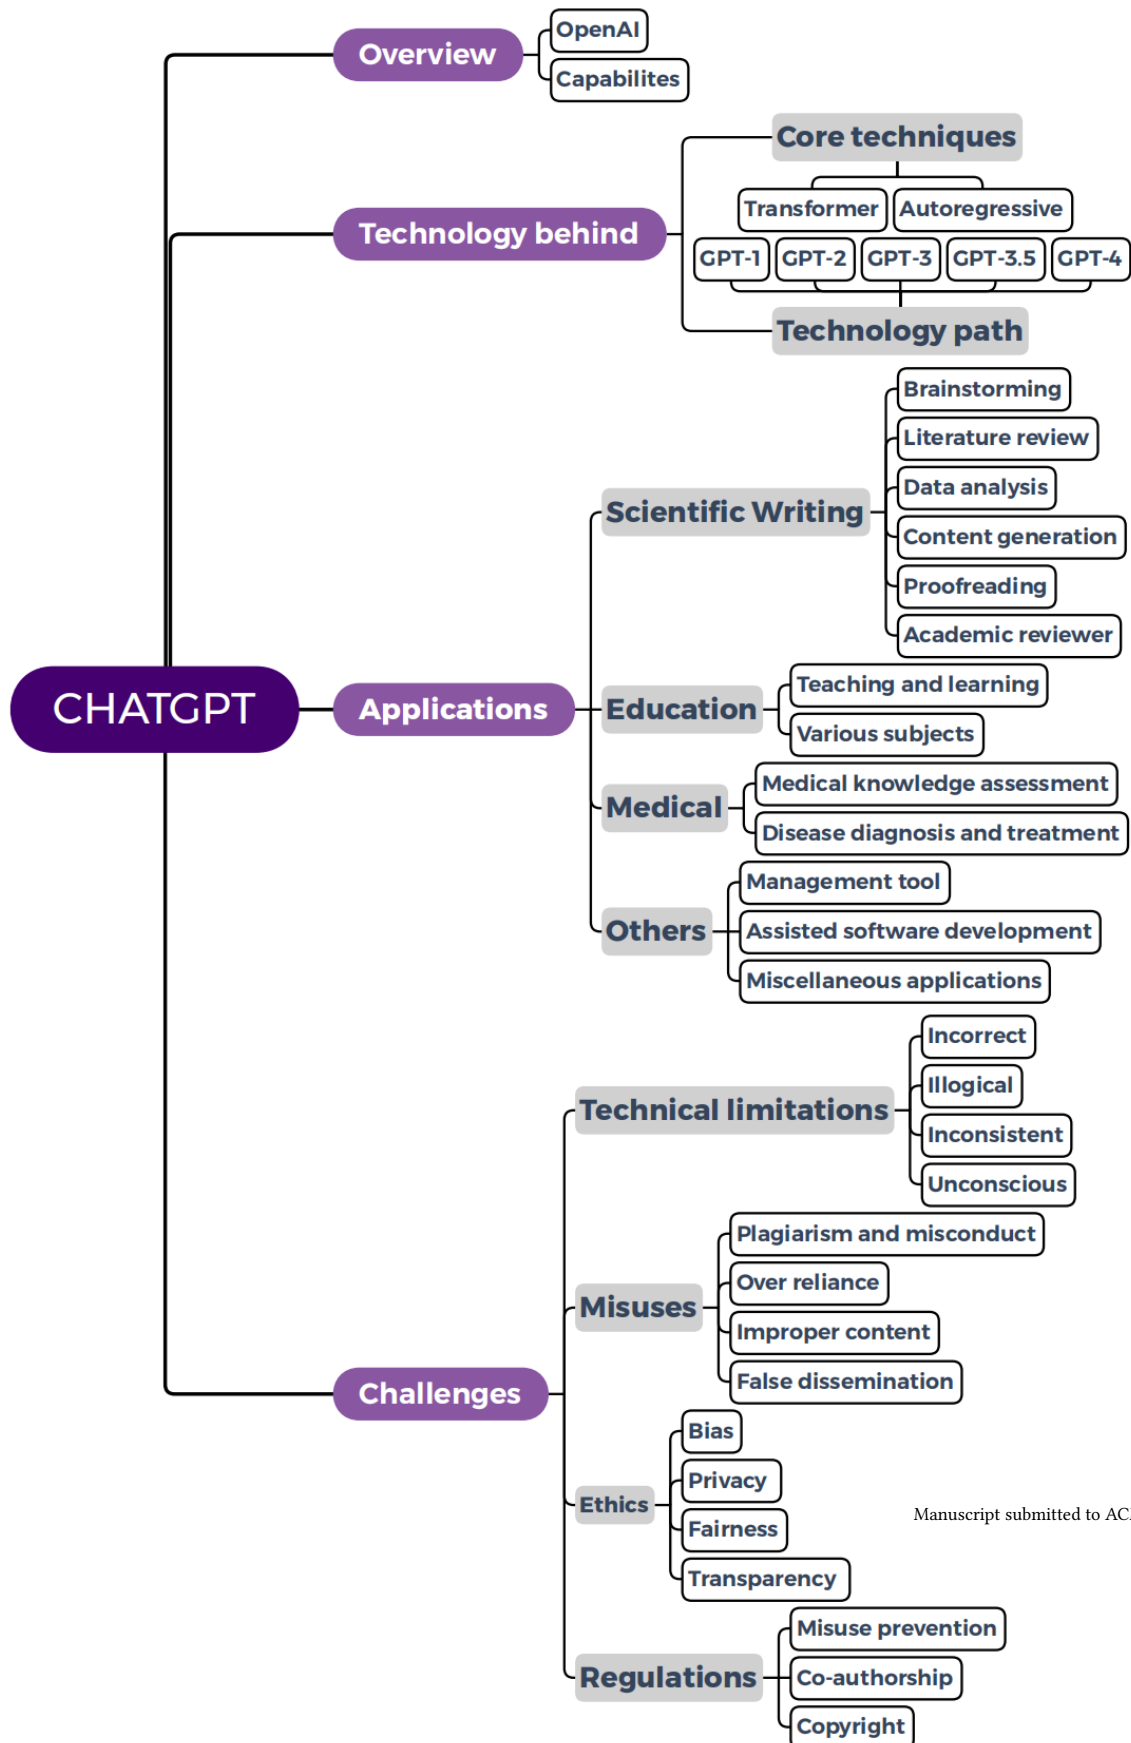 OpenAI
Overview
Capabilites
Core techniques
Transformer
Autoregressive
Technology behind
GPT-1
GPT-2
GPT-3
GPT-3.5
GPT-4
Technology path
Brainstorming
Literature review
Data analysis
Scientific Writing
Content generation
Proofreading
Academic reviewer
CHATGPT
Applications
Education
Teaching and learning
Various subjects
Medical
Medical knowledge assessment
Disease diagnosis and treatment
Others
Management tool
Assisted software development
Miscellaneous applications
Technical limitations
Incorrect
Illogical
Inconsistent
Unconscious
Misuses
Plagiarism and misconduct
Over reliance
Improper content
False dissemination
Challenges
Ethics
Bias
Privacy
Fairness
Transparency
Manuscript submitted to
Regulations
Misuse prevention
Co-authorship
Copyright